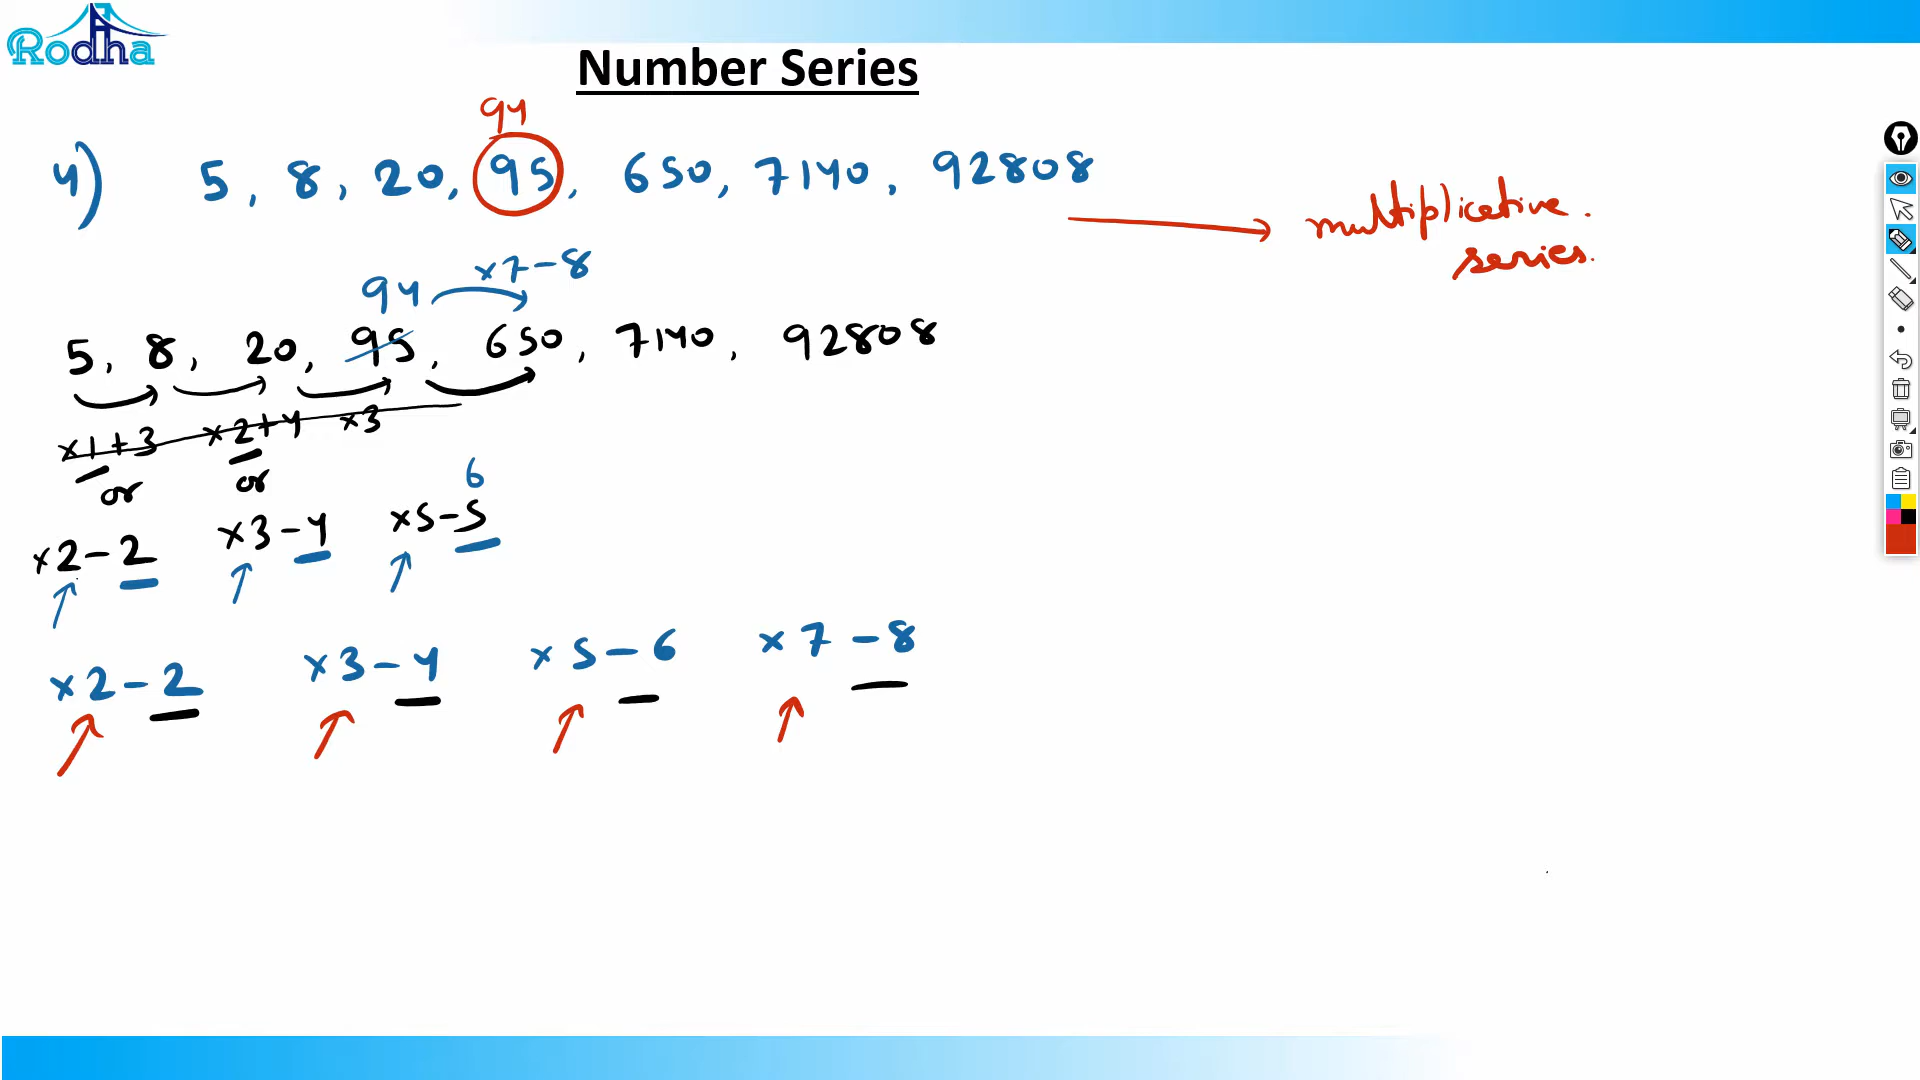 Rodha
Number Series
94
4) 5, 8, 20, 95, 650, 7140, 92808
multiplicative.
series.
94 ×7-8
5, 8, 20, 95, 650, 7140, 92808
×1+3 ×2+4 ×3
or or
6
×2-2 ×3-4 ×5-5
×2-2 ×3-4 ×5-6 ×7-8